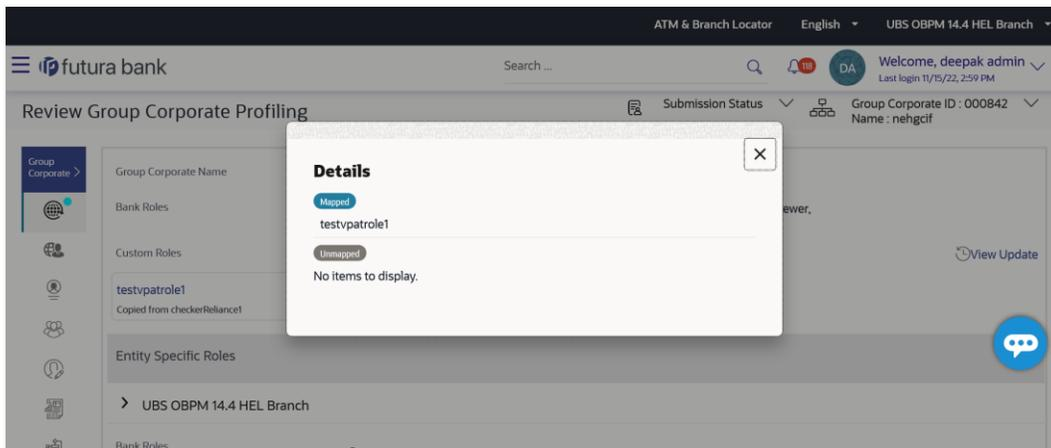 ATM & Branch Locator English UBS OBPM 14.4 HEL Branch
futura bank Search ... 118 DA Welcome, deepak admin
Last login 11/15/22, 2:59 PM
Review Group Corporate Profiling Submission Status Group Corporate ID : 000842
Name : nehgcif
Group
Corporate >
Group Corporate Name
Bank Roles
ewer,
Custom Roles
View Update
testvpatrole1
Copied from checkerReliance1
Details
Mapped
testvpatrole1
Unmapped
No items to display.
Entity Specific Roles
UBS OBPM 14.4 HEL Branch
Bank Roles